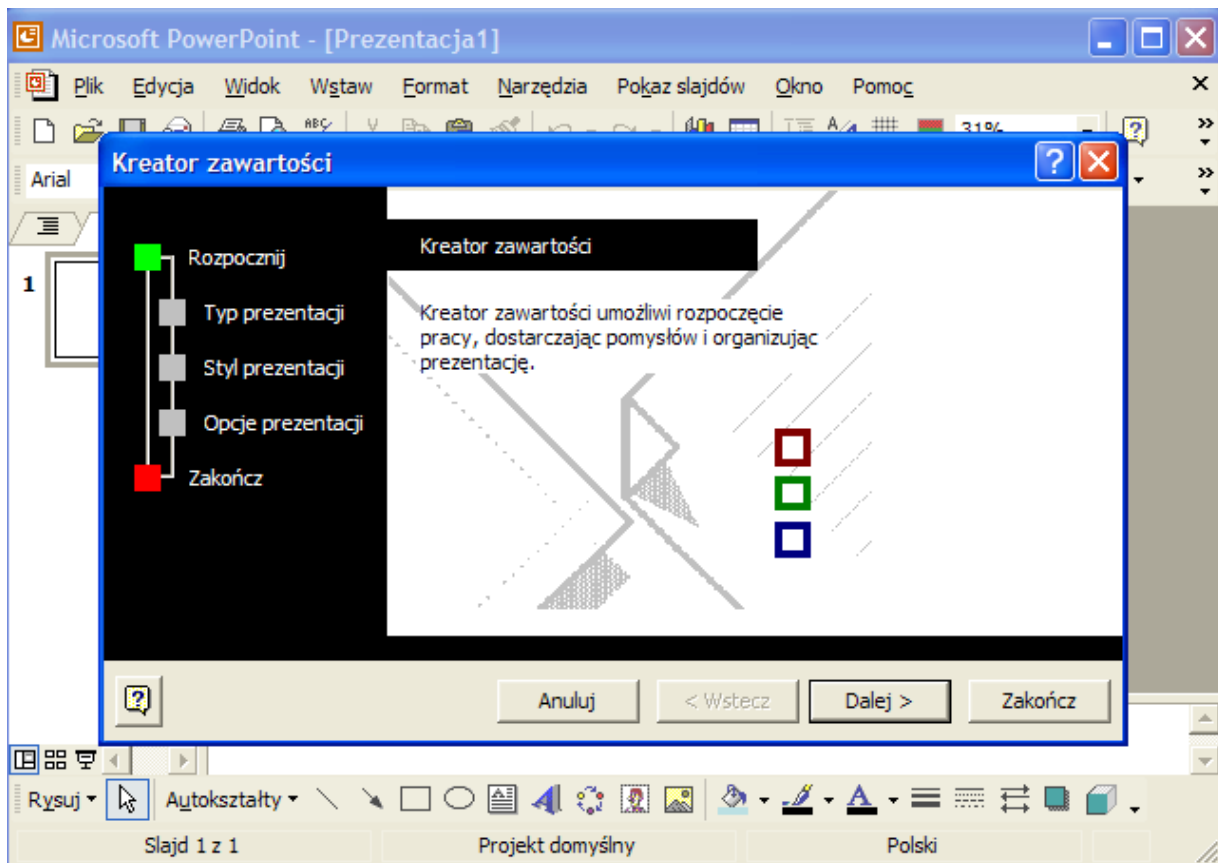 Microsoft PowerPoint - [Prezentacja1]
Plik Edycja Widok Wstaw Format Narzędzia Pokaz slajdów Okno Pomoc
ABC 31%
Arial
Kreator zawartości
1
Rozpocznij
Typ prezentacji
Styl prezentacji
Opcje prezentacji
Zakończ
Kreator zawartości
Kreator zawartości umożliwi rozpoczęcie
pracy, dostarczając pomysłów i organizując
prezentację.
Anuluj < Wstecz Dalej > Zakończ
Rysuj Autokształty
Slajd 1 z 1 Projekt domyślny Polski